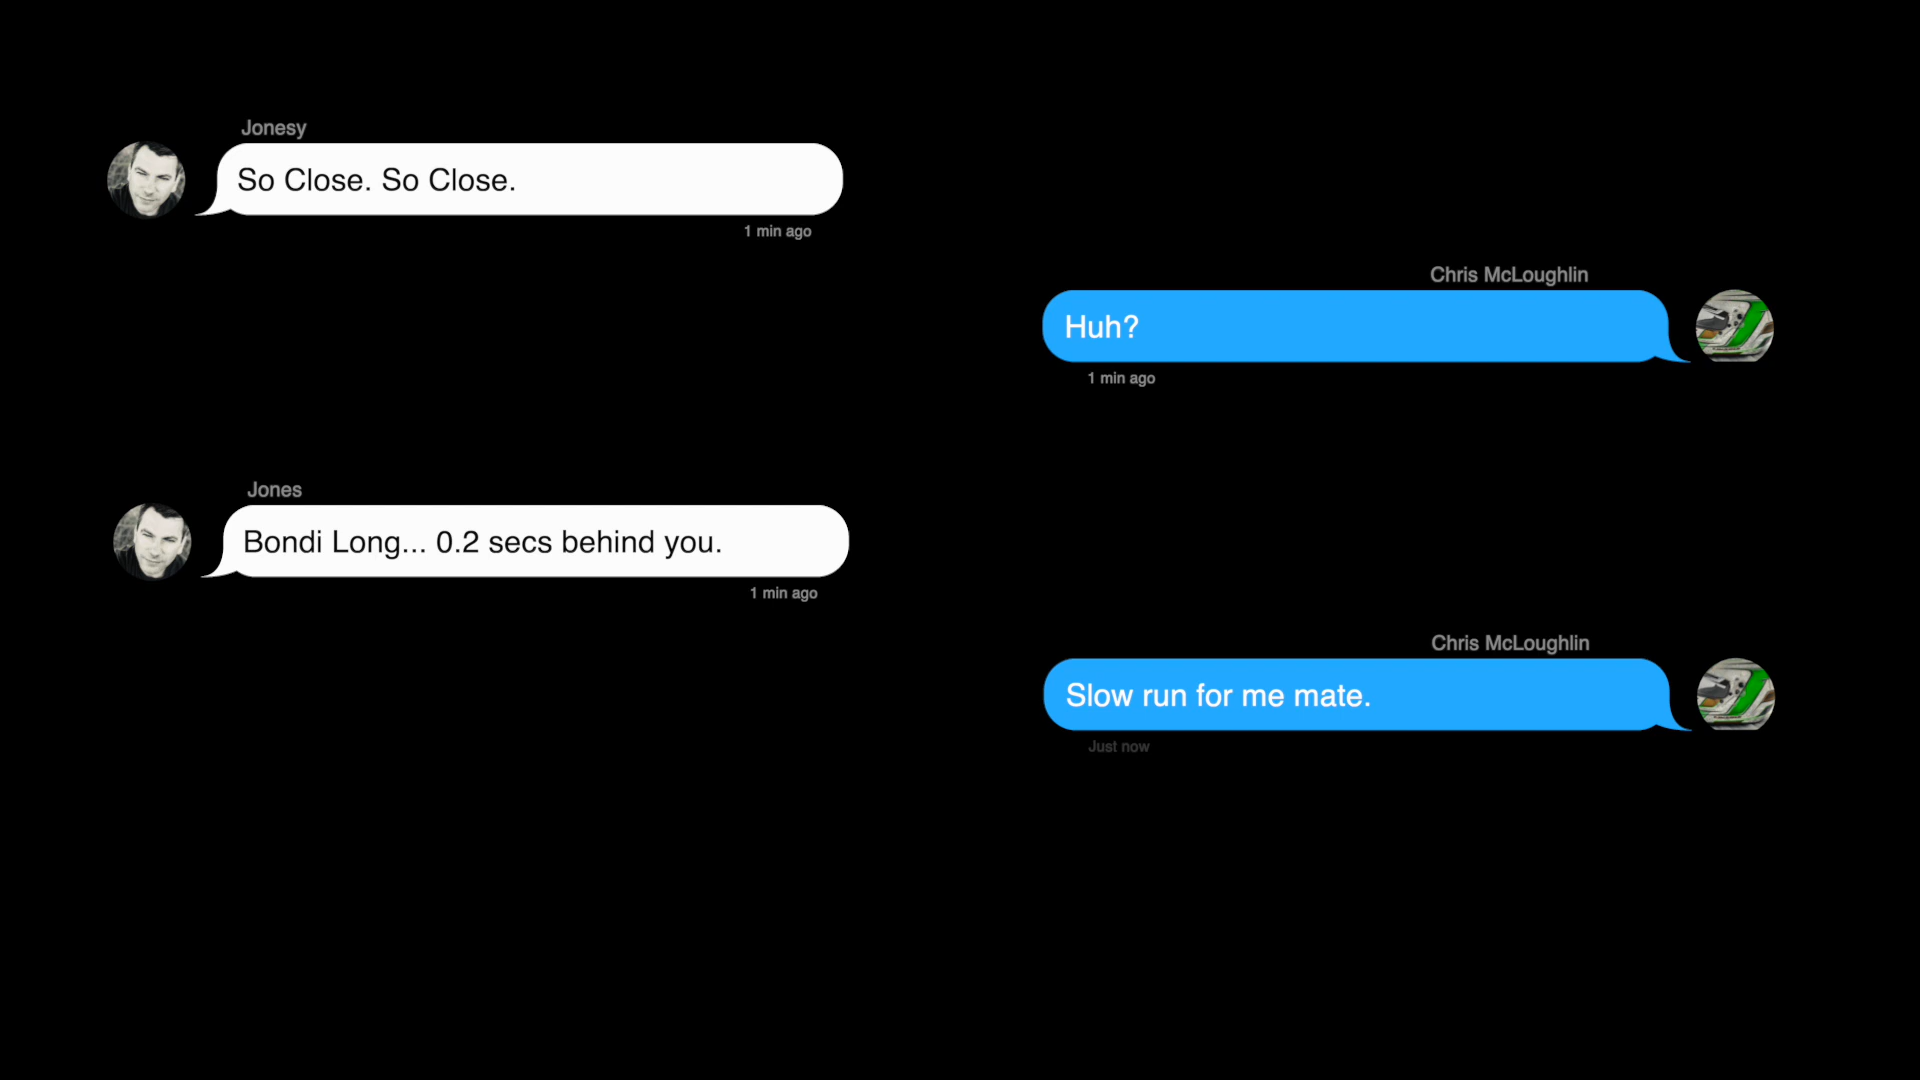 Jonesy
So Close. So Close.
1 min ago
Chris McLoughlin
Huh?
1 min ago
Jones
Bondi Long... 0.2 secs behind you.
1 min ago
Chris McLoughlin
Slow run for me mate.
Just now